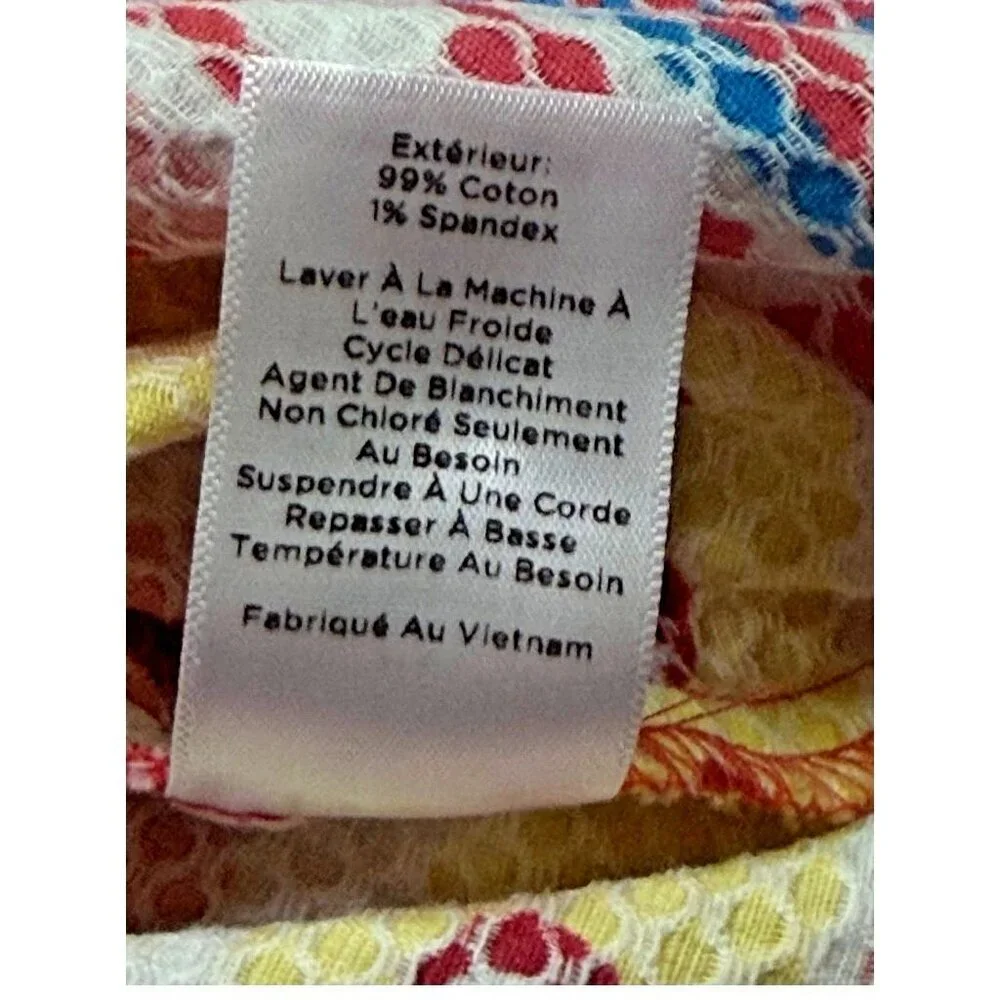 Extérieur:
99% Coton
1% Spandex
Laver À La Machine À
L'eau Froide
Cycle Délicat
Agent De Blanchiment
Non Chloré Seulement
Au Besoin
Suspendre À Une Corde
Repasser À Basse
Température Au Besoin
Fabriqué Au Vietnam